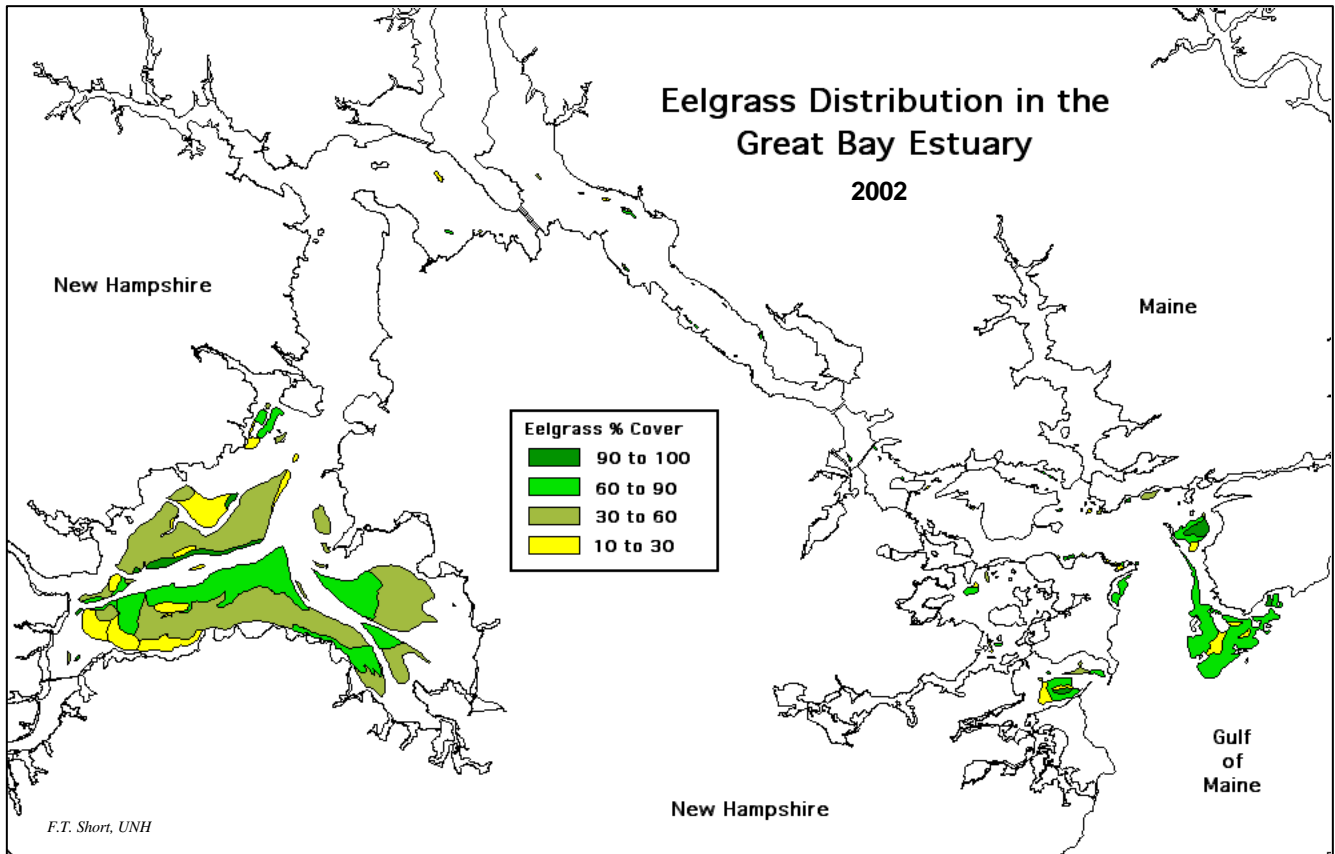 Eelgrass Distribution in the
Great Bay Estuary
2002
New Hampshire
Maine
Eelgrass % Cover
90 to 100
60 to 90
30 to 60
10 to 30
Gulf
of
Maine
New Hampshire
F.T. Short, UNH